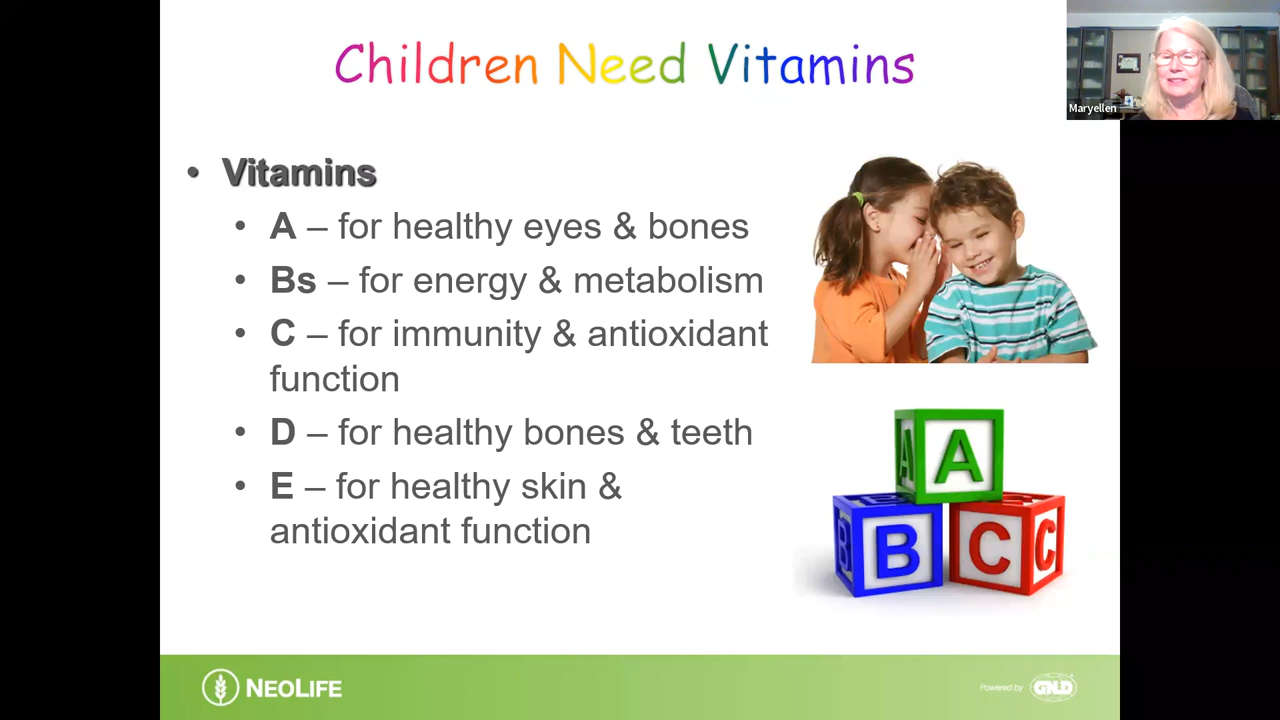 Children Need Vitamins
Maryellen
• Vitamins
• A – for healthy eyes & bones
• Bs – for energy & metabolism
• C – for immunity & antioxidant
function
• D – for healthy bones & teeth
• E – for healthy skin &
antioxidant function
A A
B B C C
NEOLIFE
Powered by GNLD